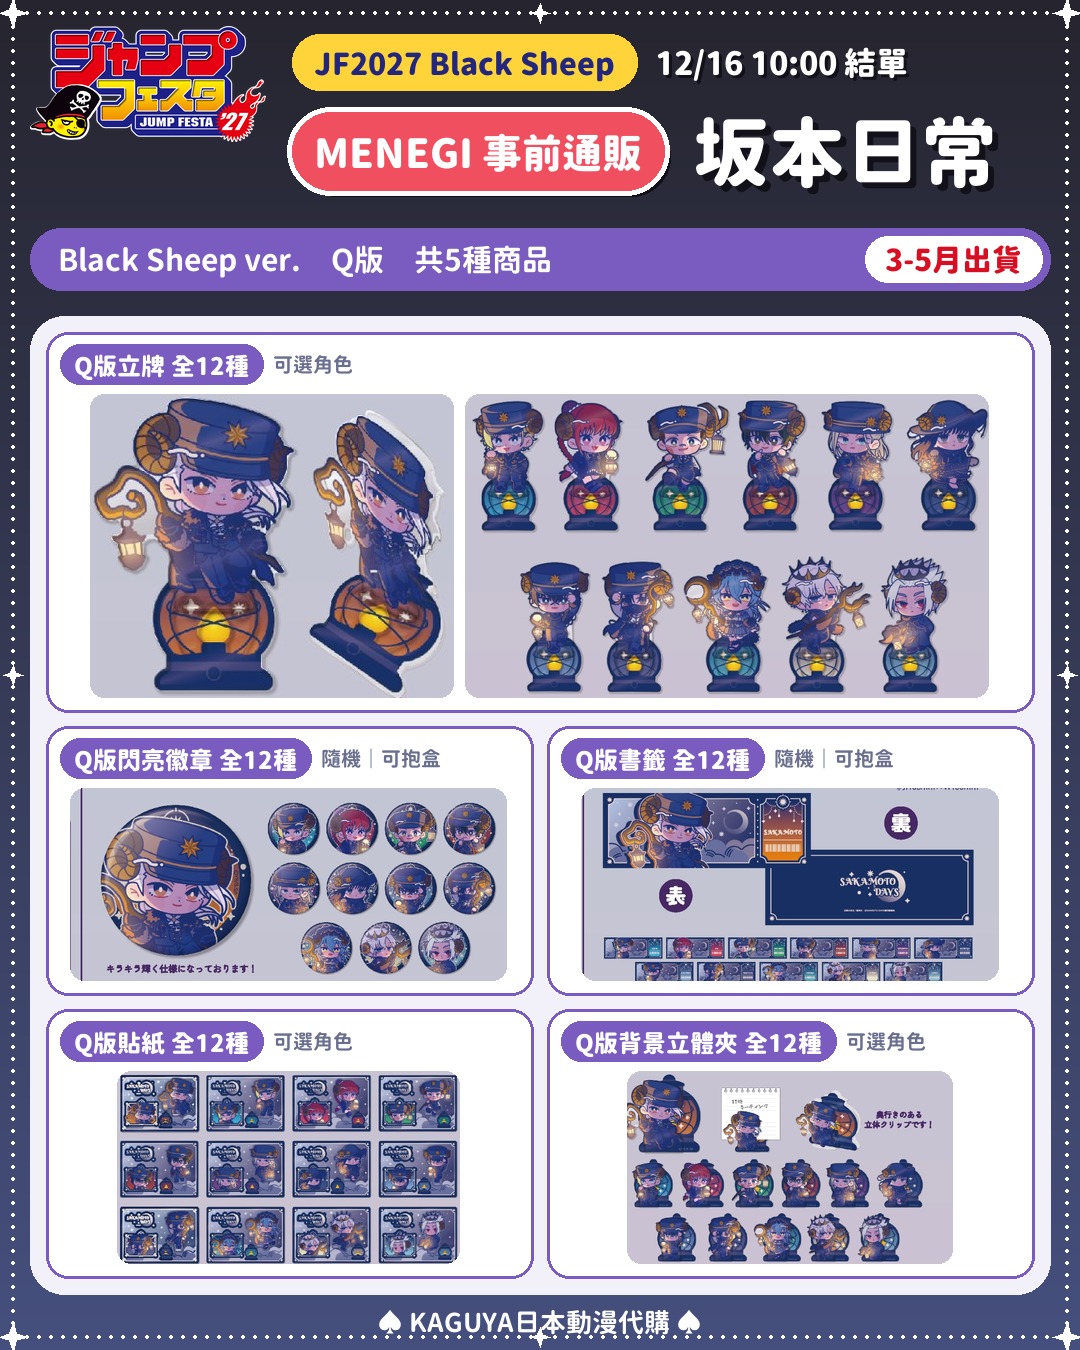 ジャンプ
フェスタ
JUMP FESTA '27
JF2027 Black Sheep
12/16 10:00 結單
MENEGI 事前通販
坂本日常
Black Sheep ver. Q版 共5種商品
3-5月出貨
Q版立牌 全12種
可選角色
Q版閃亮徽章 全12種
隨機｜可抱盒
キラキラ輝く仕様になっております！
Q版書籤 全12種
隨機｜可抱盒
SAKAMOTO
裏
表
SAKAMOTO
DAYS
Q版貼紙 全12種
可選角色
Q版背景立體夾 全12種
可選角色
奥行きのある
立体クリップです！
♠ KAGUYA日本動漫代購 ♠